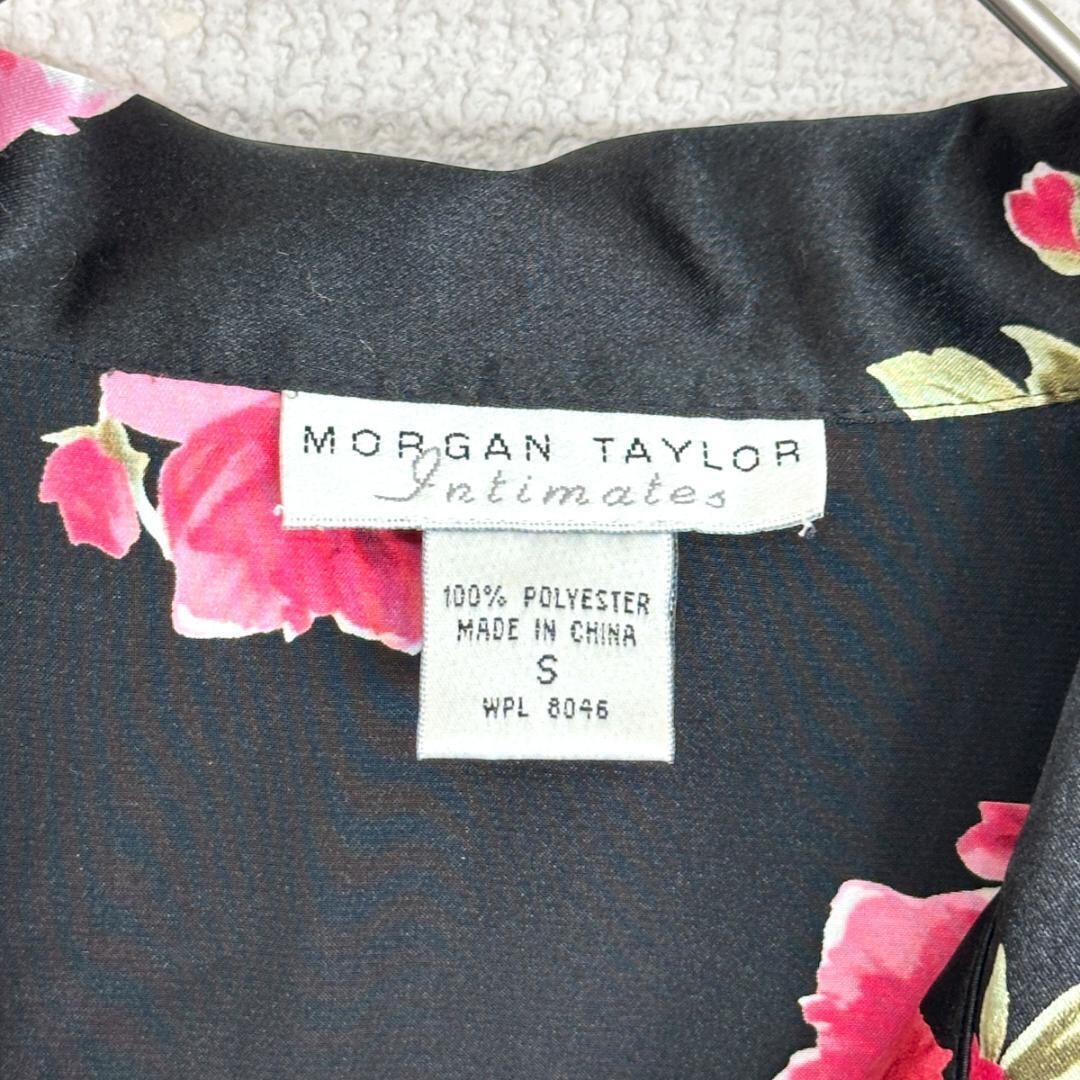 MORGAN TAYLOR
Intimates
100% POLYESTER
MADE IN CHINA
S
WPL 8046